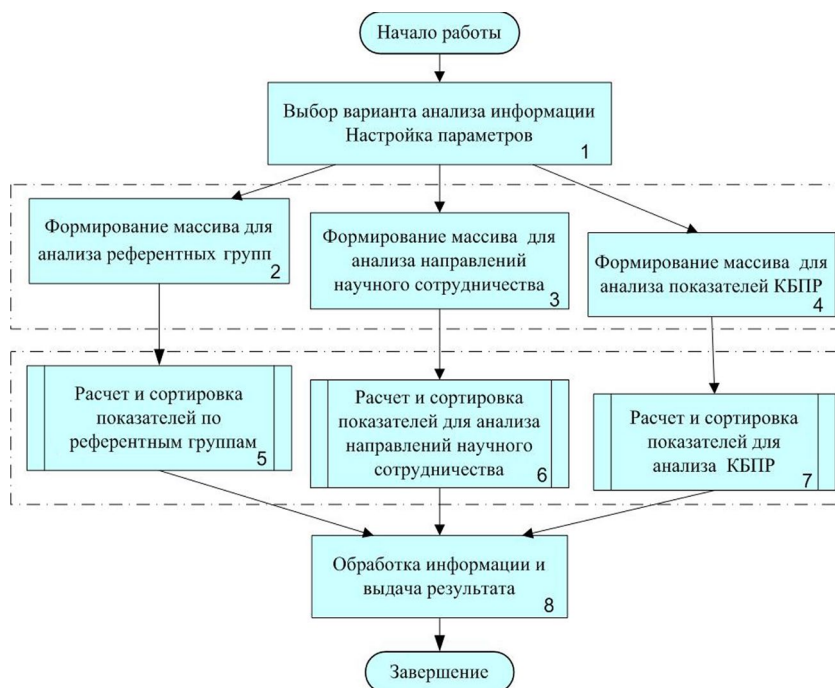 Начало работы
Выбор варианта анализа информации
Настройка параметров
1
Формирование массива для
анализа референтных групп
2
Формирование массива для
анализа направлений
научного сотрудничества
3
Формирование массива для
анализа показателей КБПР
4
Расчет и сортировка
показателей по
референтным группам
5
Расчет и сортировка
показателей для анализа
направлений научного
сотрудничества
6
Расчет и сортировка
показателей для
анализа КБПР
7
Обработка информации и
выдача результата
8
Завершение